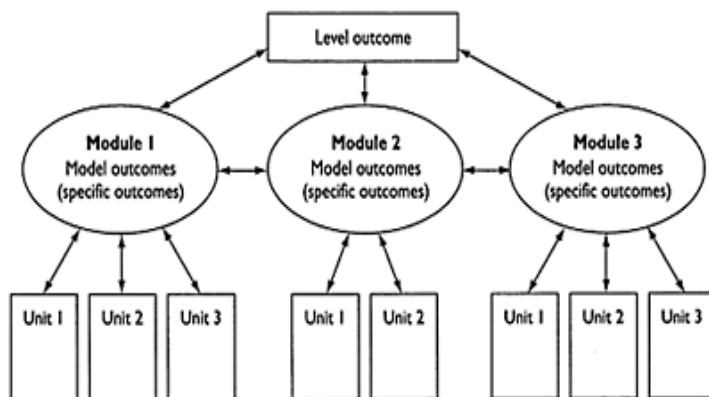 Level outcome
Module 1
Model outcomes
(specific outcomes)
Module 2
Model outcomes
(specific outcomes)
Module 3
Model outcomes
(specific outcomes)
Unit 1
Unit 2
Unit 3
Unit 1
Unit 2
Unit 1
Unit 2
Unit 3